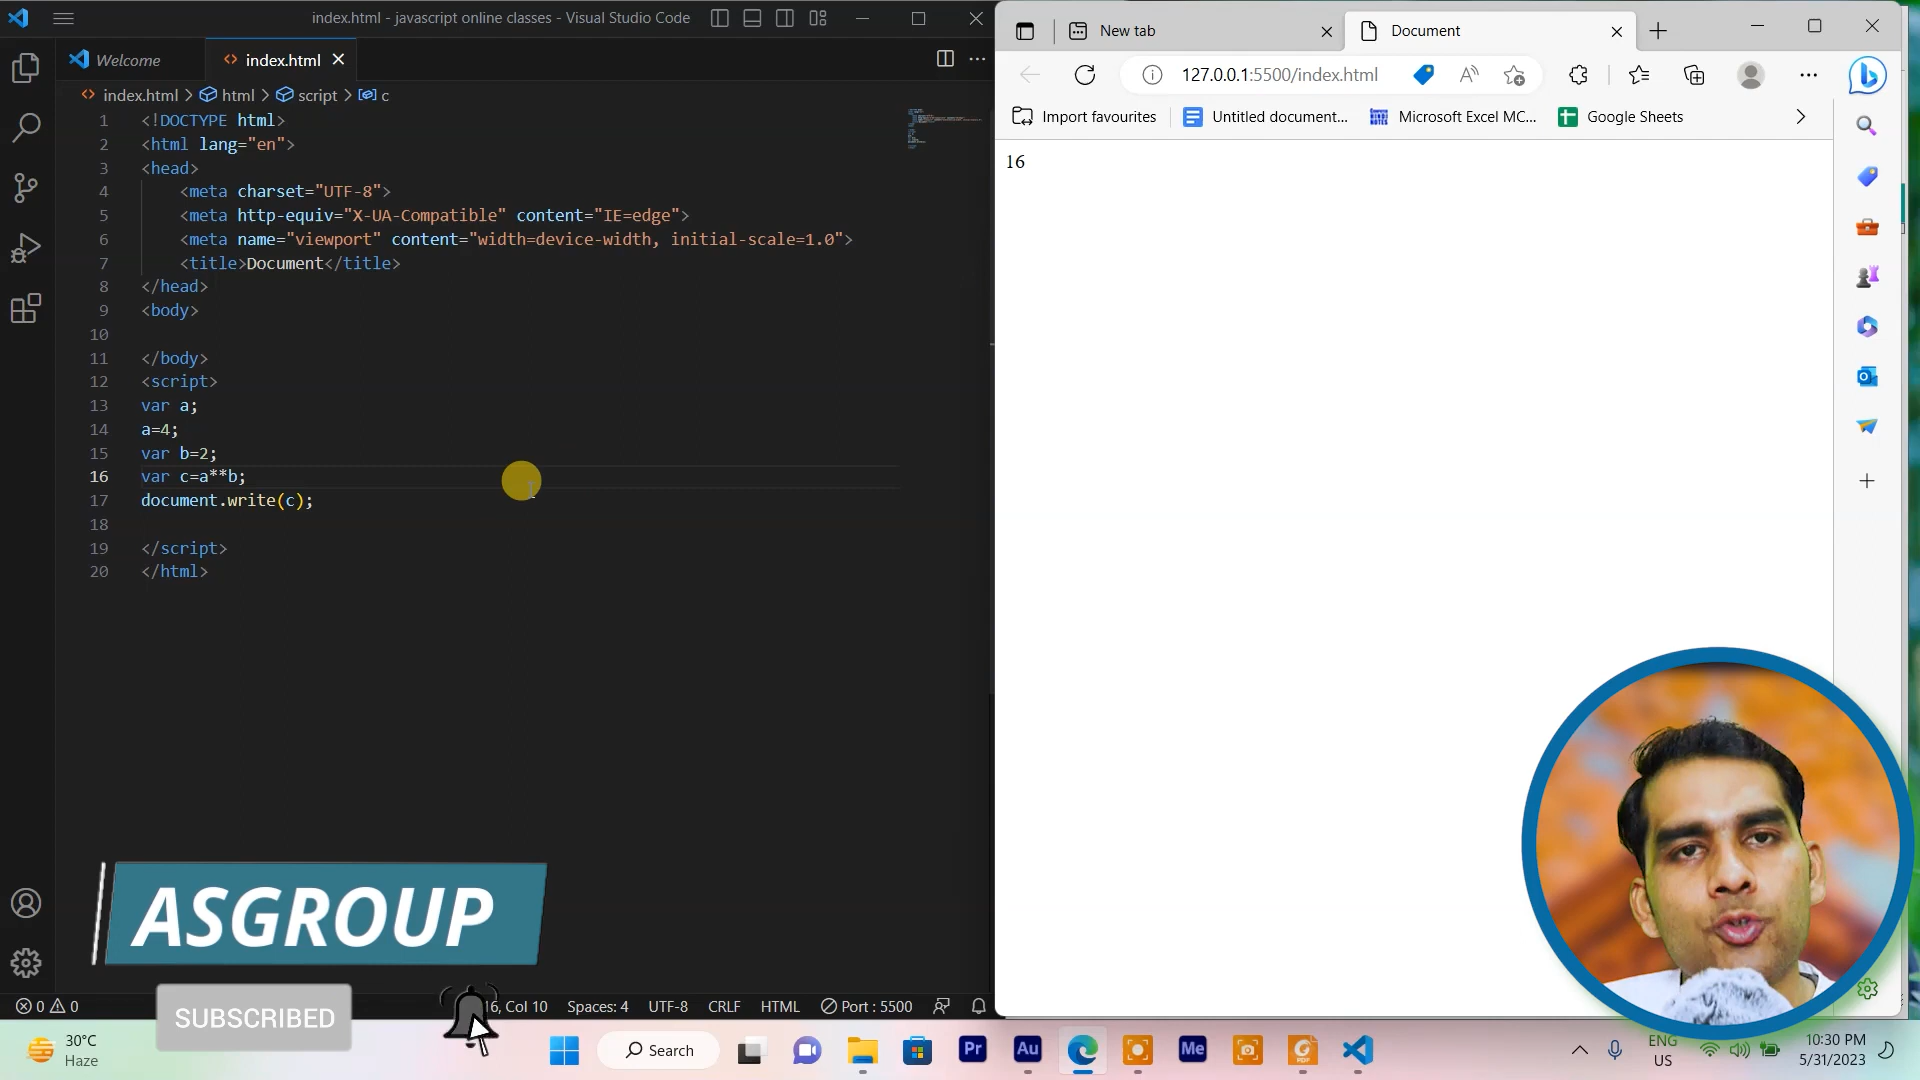 index.html - javascript online classes - Visual Studio Code
Welcome
index.html
index.html > html > script > c
1 <!DOCTYPE html>
2 <html lang="en">
3 <head>
4 <meta charset="UTF-8">
5 <meta http-equiv="X-UA-Compatible" content="IE=edge">
6 <meta name="viewport" content="width=device-width, initial-scale=1.0">
7 <title>Document</title>
8 </head>
9 <body>
10
11 </body>
12 <script>
13 var a;
14 a=4;
15 var b=2;
16 var c=a**b;
17 document.write(c);
18
19 </script>
20 </html>
ASGROUP
SUBSCRIBED
0 0
16, Col 10 Spaces: 4 UTF-8 CRLF HTML Port : 5500
New tab
Document
127.0.0.1:5500/index.html
Import favourites Untitled document... Microsoft Excel MC... Google Sheets
16
30°C
Haze
Search
Pr Au Me
ENG
US
10:30 PM
5/31/2023